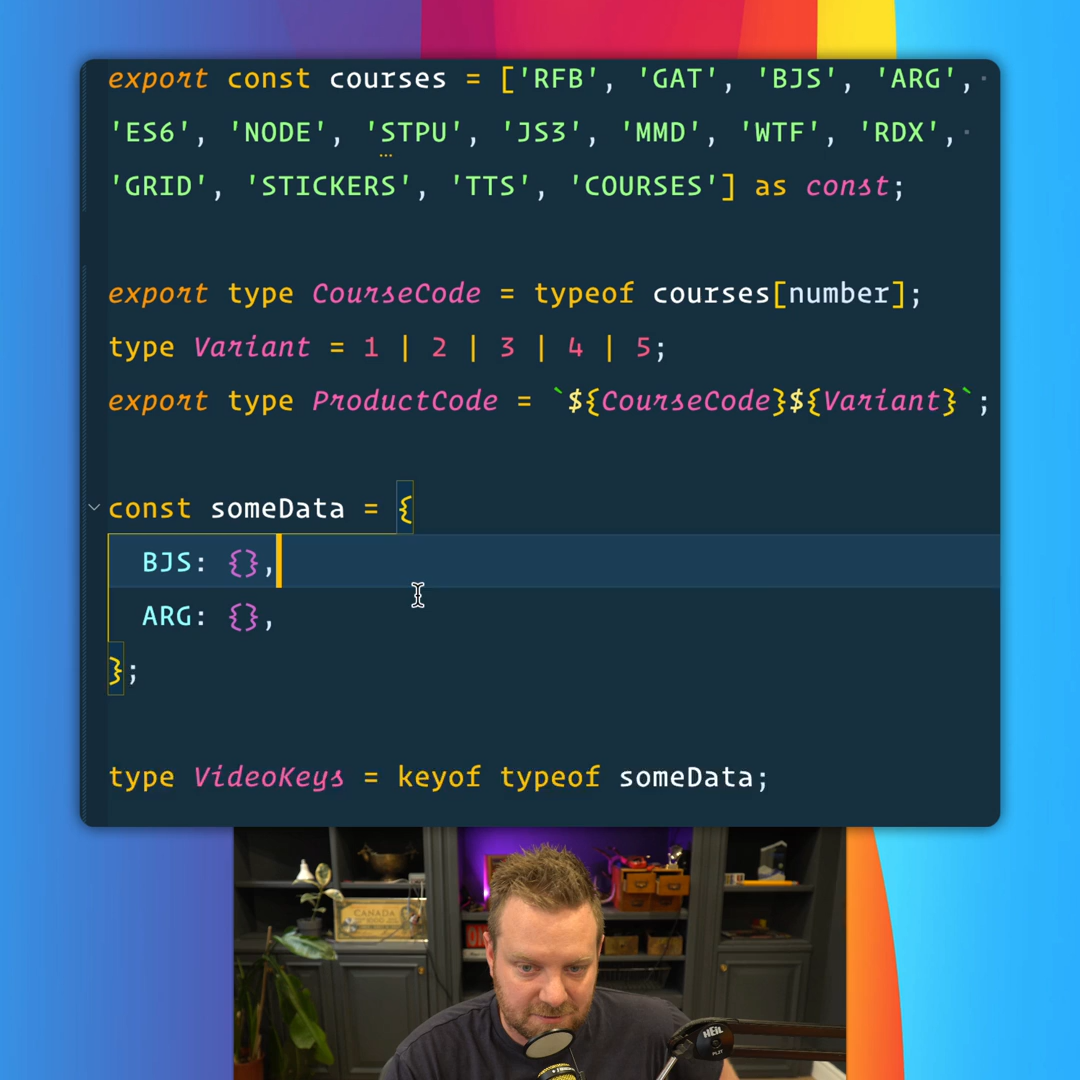 export const courses = ['RFB', 'GAT', 'BJS', 'ARG',
'ES6', 'NODE', 'STPU', 'JS3', 'MMD', 'WTF', 'RDX',
'GRID', 'STICKERS', 'TTS', 'COURSES'] as const;
export type CourseCode = typeof courses[number];
type Variant = 1 | 2 | 3 | 4 | 5;
export type ProductCode = `${CourseCode}${Variant}`;
const someData = {
BJS: {},
ARG: {},
};
type VideoKeys = keyof typeof someData;
CANADA
HEIL